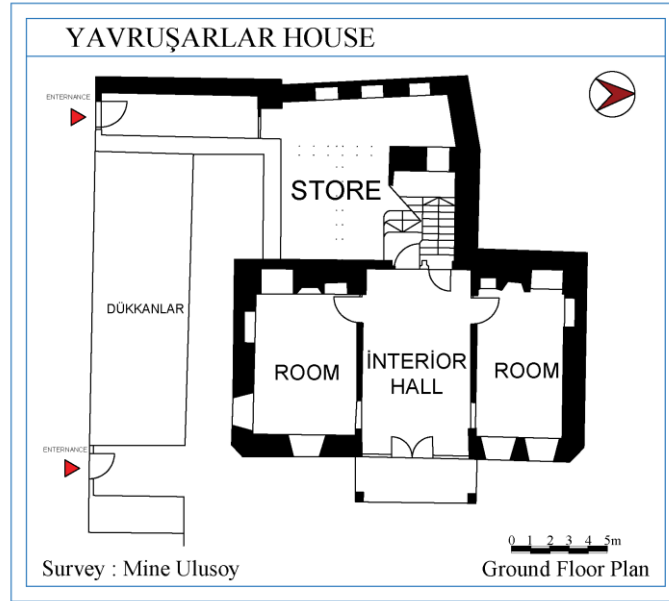 YAVRUŞARLAR HOUSE
ENTERNANCE
STORE
DÜKKANLAR
ROOM
İNTERİOR
HALL
ROOM
ENTERNANCE
0 1 2 3 4 5m
Survey : Mine Ulusoy
Ground Floor Plan